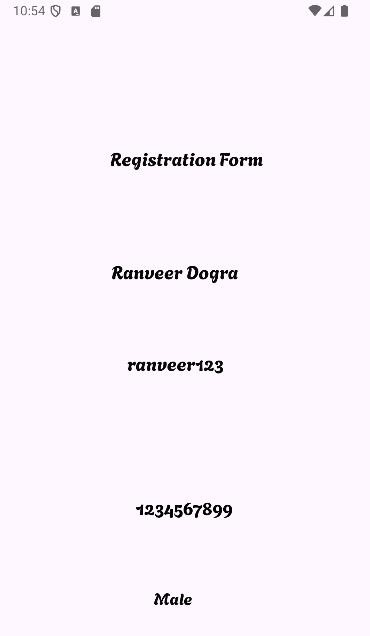 10:54
Registration Form
Ranveer Dogra
ranveer123
1234567899
Male